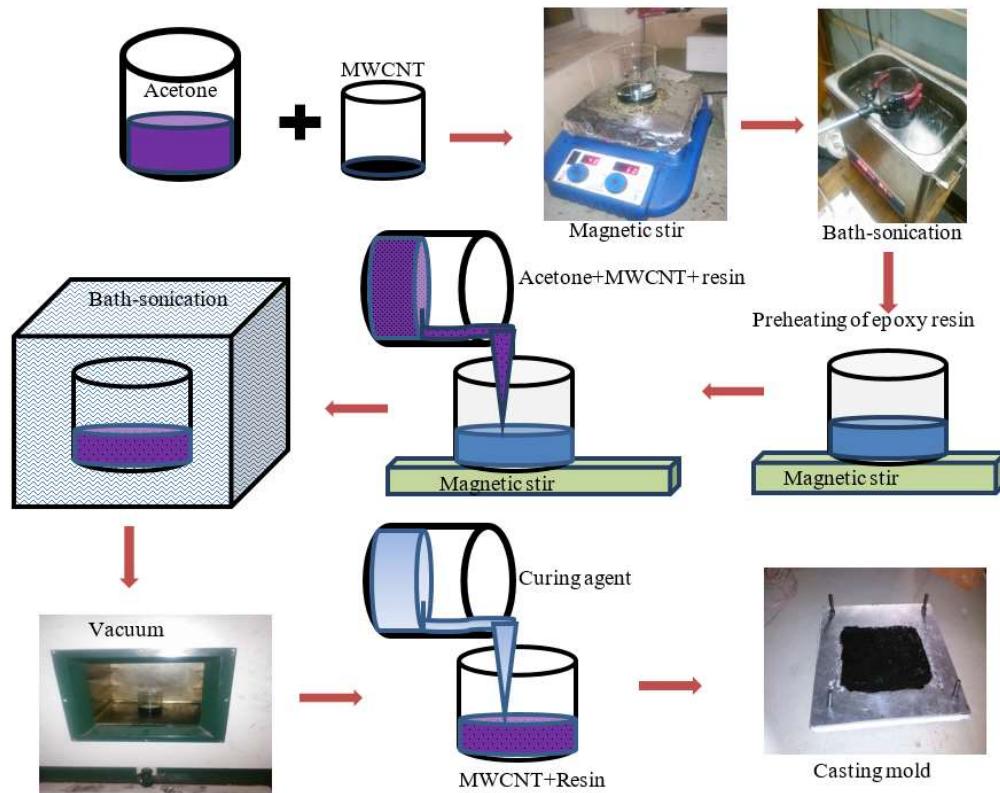 Acetone
MWCNT
Magnetic stir
Bath-sonication
Preheating of epoxy resin
Magnetic stir
Acetone+MWCNT+resin
Magnetic stir
Bath-sonication
Vacuum
Curing agent
MWCNT+Resin
Casting mold